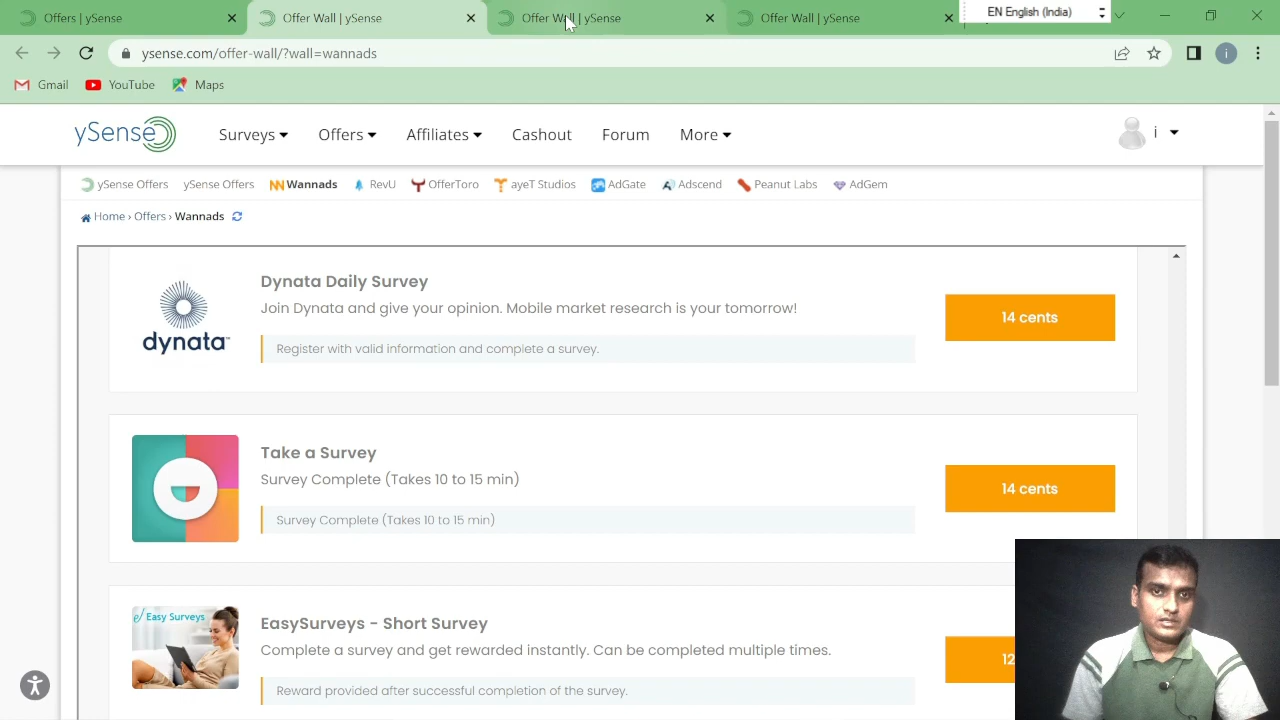 Offers | ySense
Offer Wall | ySense
Offer Wall | ySense
Offer Wall | ySense
EN English (India)
ysense.com/offer-wall/?wall=wannads
i
Gmail
YouTube
Maps
ySense
Surveys
Offers
Affiliates
Cashout
Forum
More
i
ySense Offers
ySense Offers
Wannads
RevU
OfferToro
ayeT Studios
AdGate
Adscend
Peanut Labs
AdGem
Home › Offers › Wannads
dynata
Dynata Daily Survey
Join Dynata and give your opinion. Mobile market research is your tomorrow!
Register with valid information and complete a survey.
14 cents
Take a Survey
Survey Complete (Takes 10 to 15 min)
Survey Complete (Takes 10 to 15 min)
14 cents
Easy Surveys
EasySurveys - Short Survey
Complete a survey and get rewarded instantly. Can be completed multiple times.
Reward provided after successful completion of the survey.
12